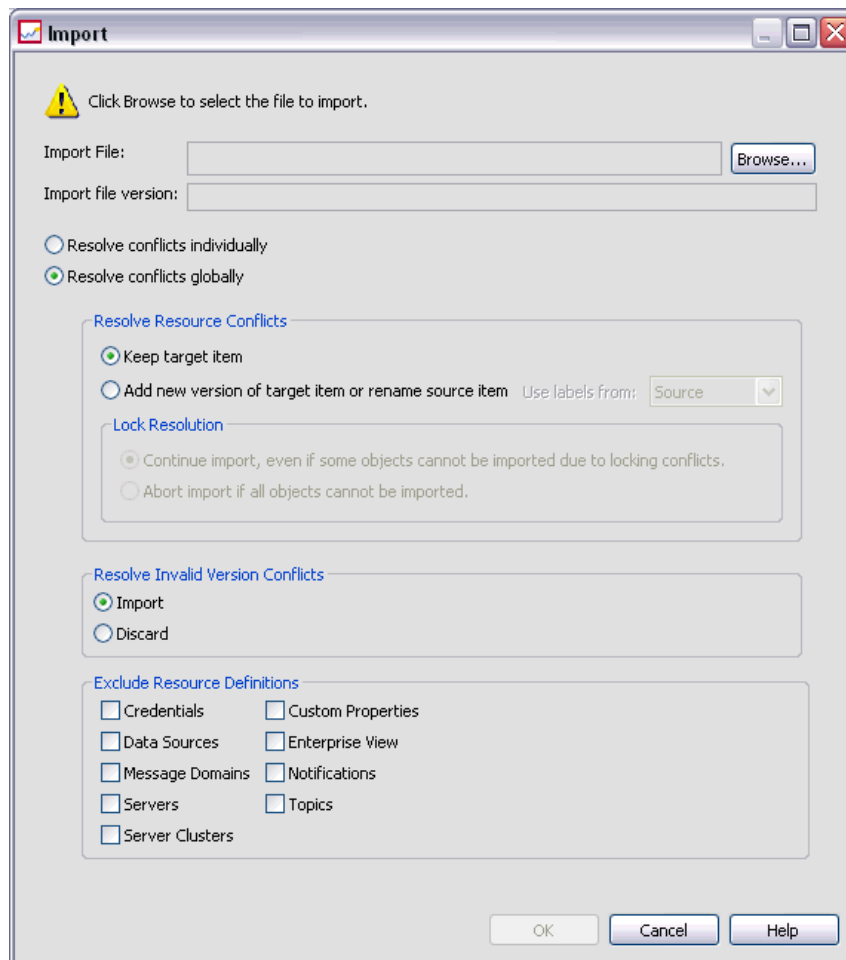 Import
Click Browse to select the file to import.
Import File:
Browse...
Import file version:
Resolve conflicts individually
Resolve conflicts globally
Resolve Resource Conflicts
Keep target item
Add new version of target item or rename source item Use labels from: Source
Lock Resolution
Continue import, even if some objects cannot be imported due to locking conflicts.
Abort import if all objects cannot be imported.
Resolve Invalid Version Conflicts
Import
Discard
Exclude Resource Definitions
Credentials Custom Properties
Data Sources Enterprise View
Message Domains Notifications
Servers Topics
Server Clusters
OK Cancel Help